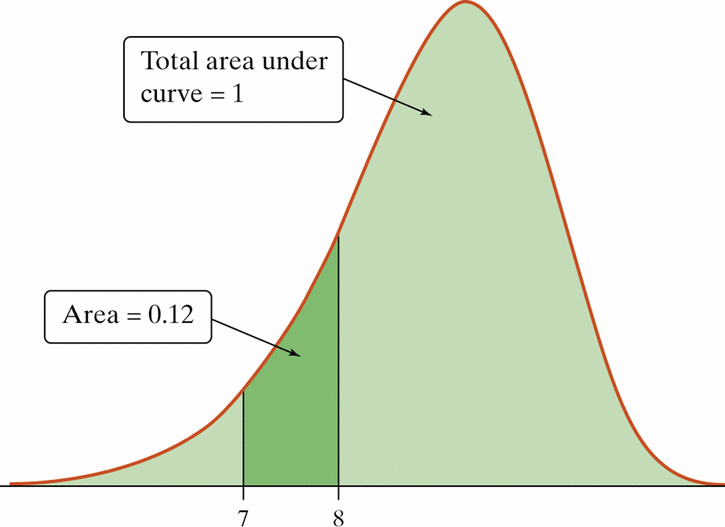 Total area under
curve = 1
Area = 0.12
7
8